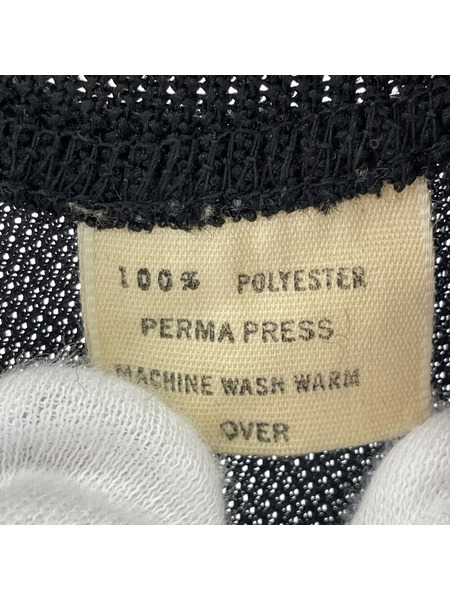 100% POLYESTER
PERMA PRESS
MACHINE WASH WARM
OVER